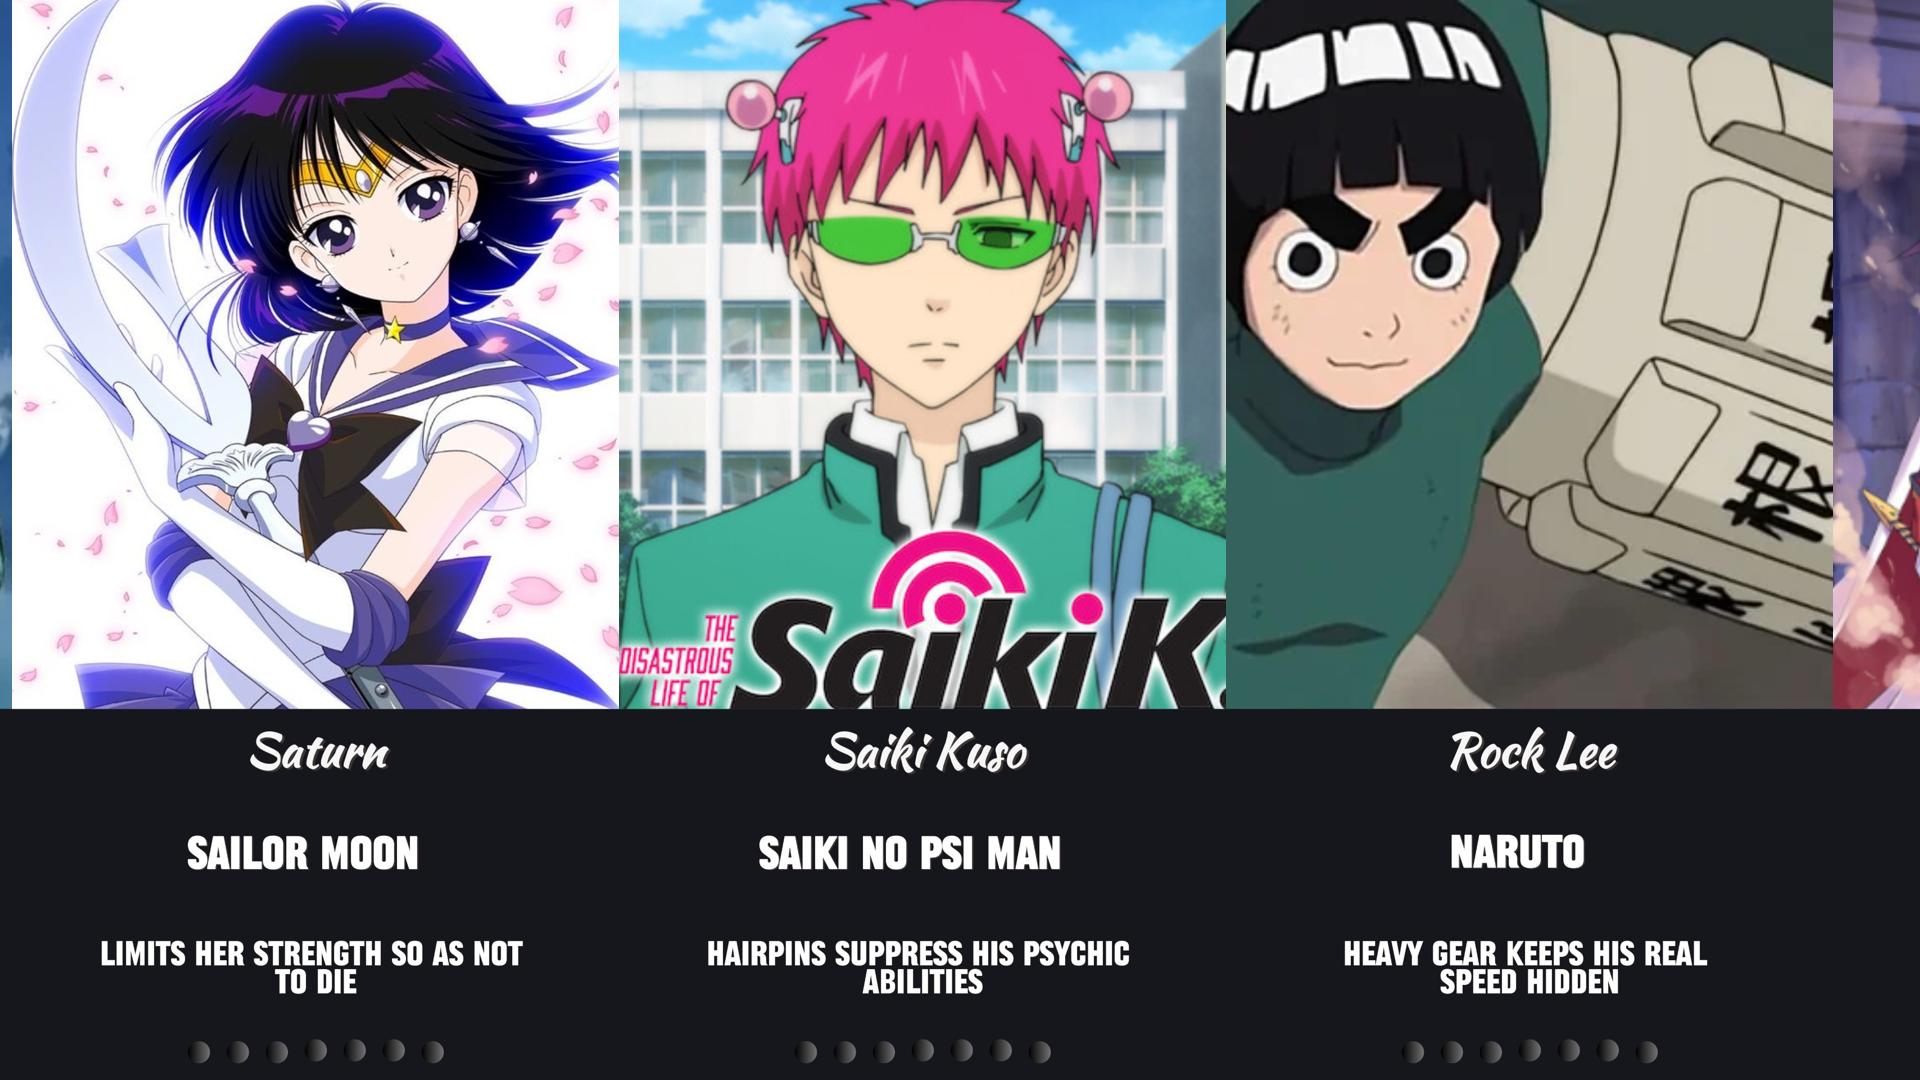 THE
DISASTROUS
LIFE OF
Saiki K.
根
Saturn
Saiki Kuso
Rock Lee
SAILOR MOON
SAIKI NO PSI MAN
NARUTO
LIMITS HER STRENGTH SO AS NOT
TO DIE
HAIRPINS SUPPRESS HIS PSYCHIC
ABILITIES
HEAVY GEAR KEEPS HIS REAL
SPEED HIDDEN